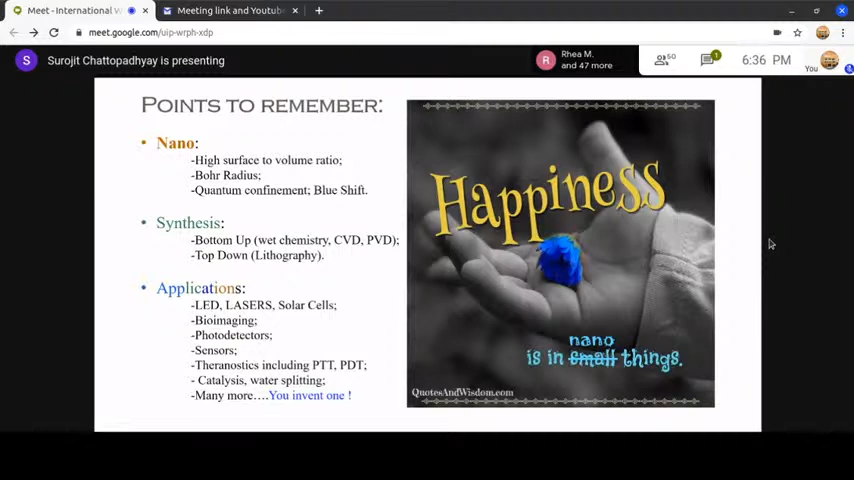 Meet - International W
Meeting link and Youtub
meet.google.com/uip-wrph-xdp
S
Surojit Chattopadhyay is presenting
R
Rhea M.
and 47 more
50
1
6:36 PM
You
POINTS TO REMEMBER:
• Nano:
-High surface to volume ratio;
-Bohr Radius;
-Quantum confinement; Blue Shift.
• Synthesis:
-Bottom Up (wet chemistry, CVD, PVD);
-Top Down (Lithography).
• Applications:
-LED, LASERS, Solar Cells;
-Bioimaging;
-Photodetectors;
-Sensors;
-Theranostics including PTT, PDT;
- Catalysis, water splitting;
-Many more....You invent one !
Happiness
nano
is in small things.
QuotesAndWisdom.com